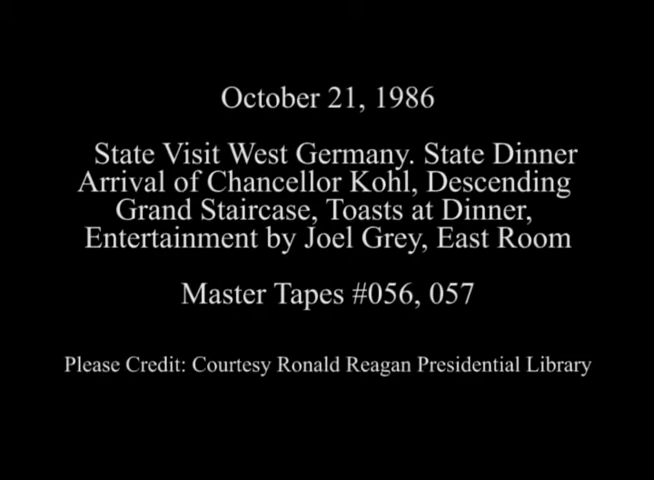 October 21, 1986
State Visit West Germany. State Dinner
Arrival of Chancellor Kohl, Descending
Grand Staircase, Toasts at Dinner,
Entertainment by Joel Grey, East Room
Master Tapes #056, 057
Please Credit: Courtesy Ronald Reagan Presidential Library